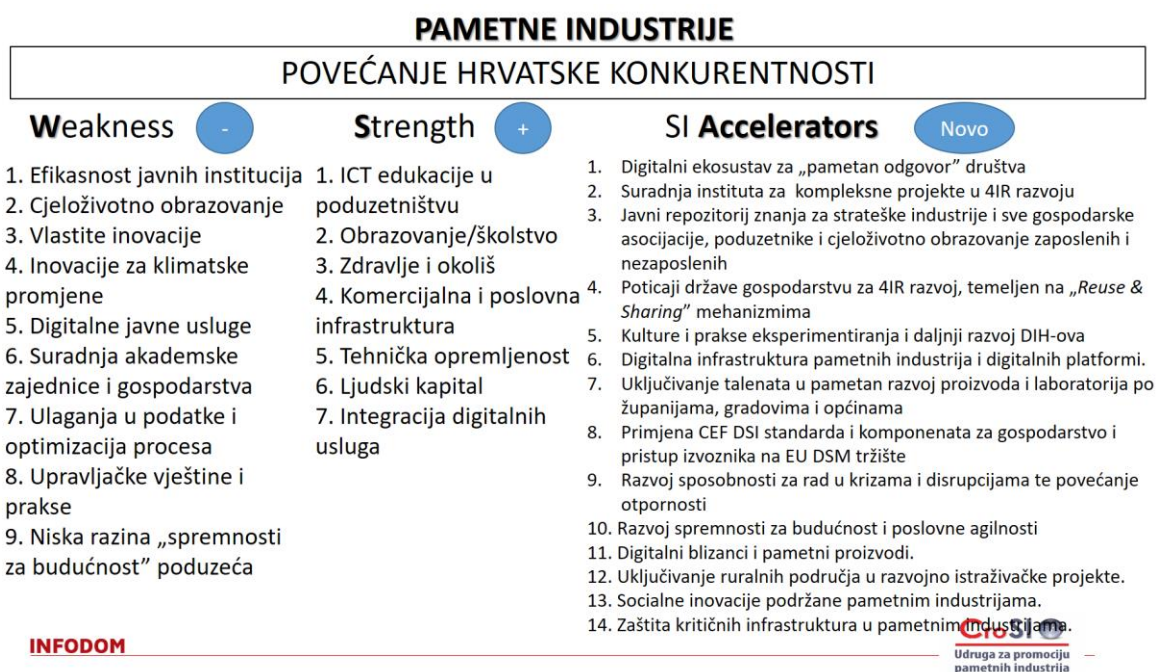 PAMETNE INDUSTRIJE
POVEĆANJE HRVATSKE KONKURENTNOSTI
Weakness -
1. Efikasnost javnih institucija
2. Cjeloživotno obrazovanje
3. Vlastite inovacije
4. Inovacije za klimatske
promjene
5. Digitalne javne usluge
6. Suradnja akademske
zajednice i gospodarstva
7. Ulaganja u podatke i
optimizacija procesa
8. Upravljačke vještine i
prakse
9. Niska razina „spremnosti
za budućnost” poduzeća
Strength +
1. ICT edukacije u
poduzetništvu
2. Obrazovanje/školstvo
3. Zdravlje i okoliš
4. Komercijalna i poslovna
infrastruktura
5. Tehnička opremljenost
6. Ljudski kapital
7. Integracija digitalnih
usluga
SI Accelerators Novo
1. Digitalni ekosustav za „pametan odgovor” društva
2. Suradnja instituta za kompleksne projekte u 4IR razvoju
3. Javni repozitorij znanja za strateške industrije i sve gospodarske
asocijacije, poduzetnike i cjeloživotno obrazovanje zaposlenih i
nezaposlenih
4. Poticaji države gospodarstvu za 4IR razvoj, temeljen na „Reuse &
Sharing” mehanizmima
5. Kulture i prakse eksperimentiranja i daljnji razvoj DIH-ova
6. Digitalna infrastruktura pametnih industrija i digitalnih platformi.
7. Uključivanje talenata u pametan razvoj proizvoda i laboratorija po
županijama, gradovima i općinama
8. Primjena CEF DSI standarda i komponenata za gospodarstvo i
pristup izvoznika na EU DSM tržište
9. Razvoj sposobnosti za rad u krizama i disrupcijama te povećanje
otpornosti
10. Razvoj spremnosti za budućnost i poslovne agilnosti
11. Digitalni blizanci i pametni proizvodi.
12. Uključivanje ruralnih područja u razvojno istraživačke projekte.
13. Socialne inovacije podržane pametnim industrijama.
14. Zaštita kritičnih infrastruktura u pametnim industrijama.
INFODOM
CroSI
Udruga za promociju
pametnih industrija